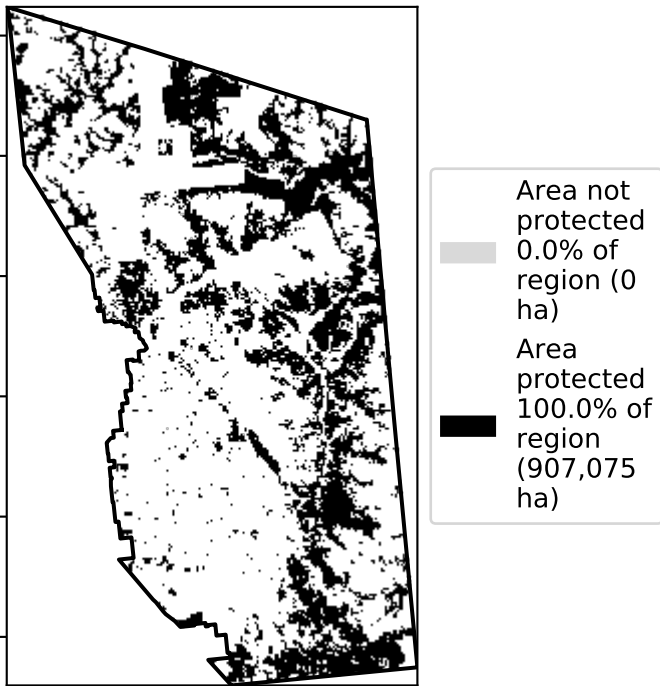 Area not
protected
0.0% of
region (0
ha)
Area
protected
100.0% of
region
(907,075
ha)